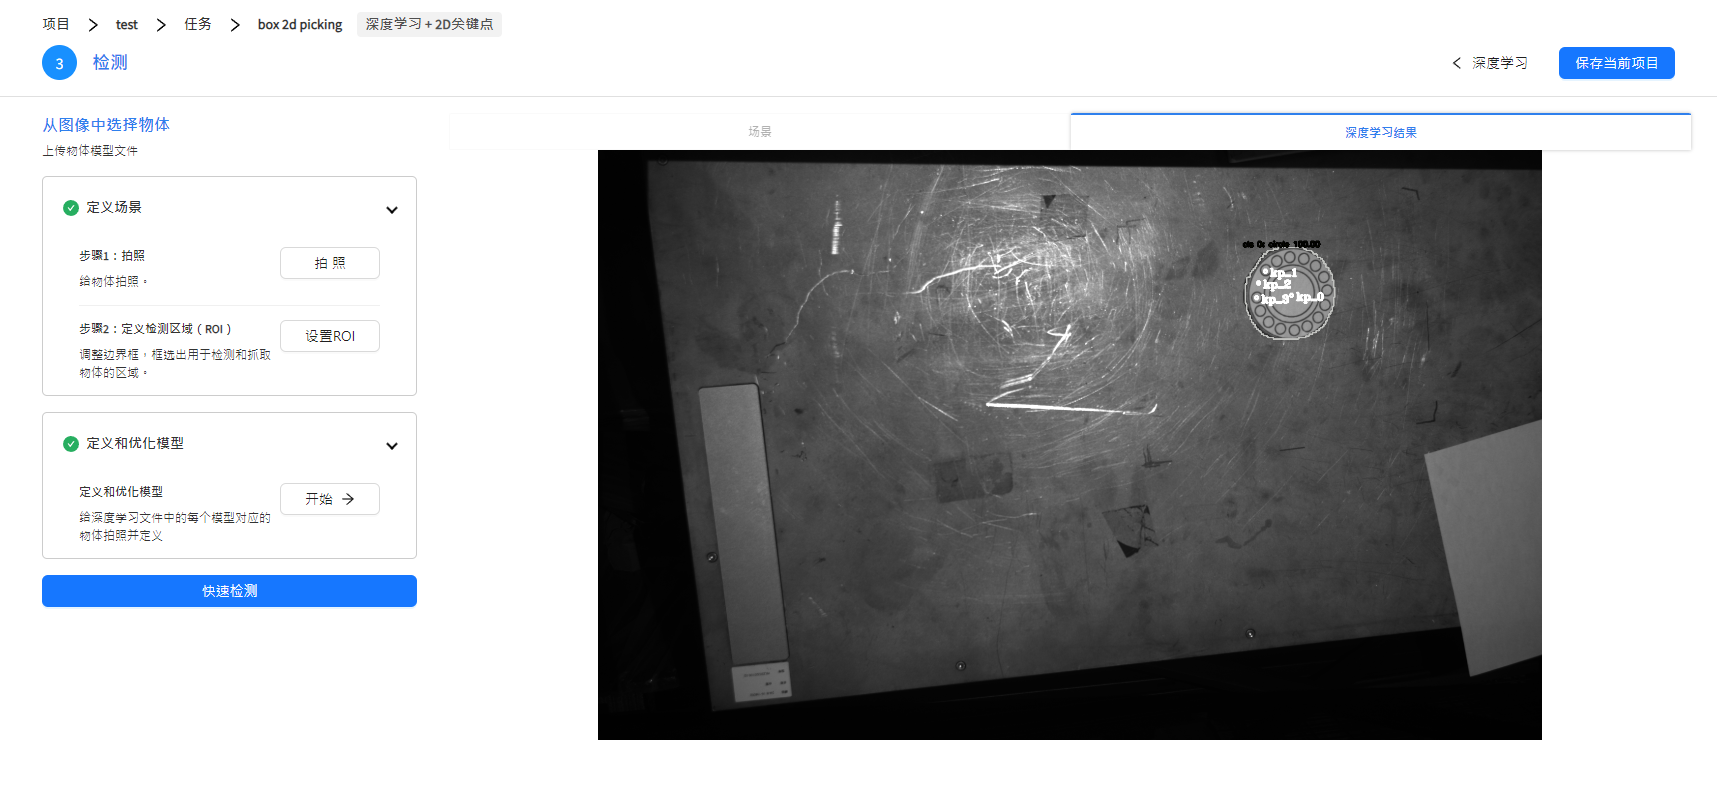 项目 > test > 任务 > box 2d picking 深度学习 + 2D关键点
3 检测
< 深度学习
保存当前项目
从图像中选择物体
上传物体模型文件
定义场景
步骤1：拍照
给物体拍照。
拍 照
步骤2：定义检测区域（ROI）
调整边界框，框选出用于检测和抓取
物体的区域。
设置ROI
定义和优化模型
定义和优化模型
给深度学习文件中的每个模型对应的
物体拍照并定义
开始 →
快速检测
场景
深度学习结果
cls 0: circle 100.00
kp_1
kp_2
kp_3 kp_0